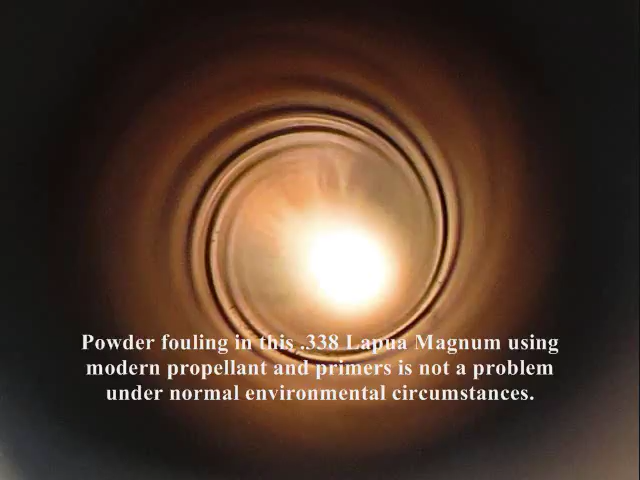 Powder fouling in this .338 Lapua Magnum using
modern propellant and primers is not a problem
under normal environmental circumstances.